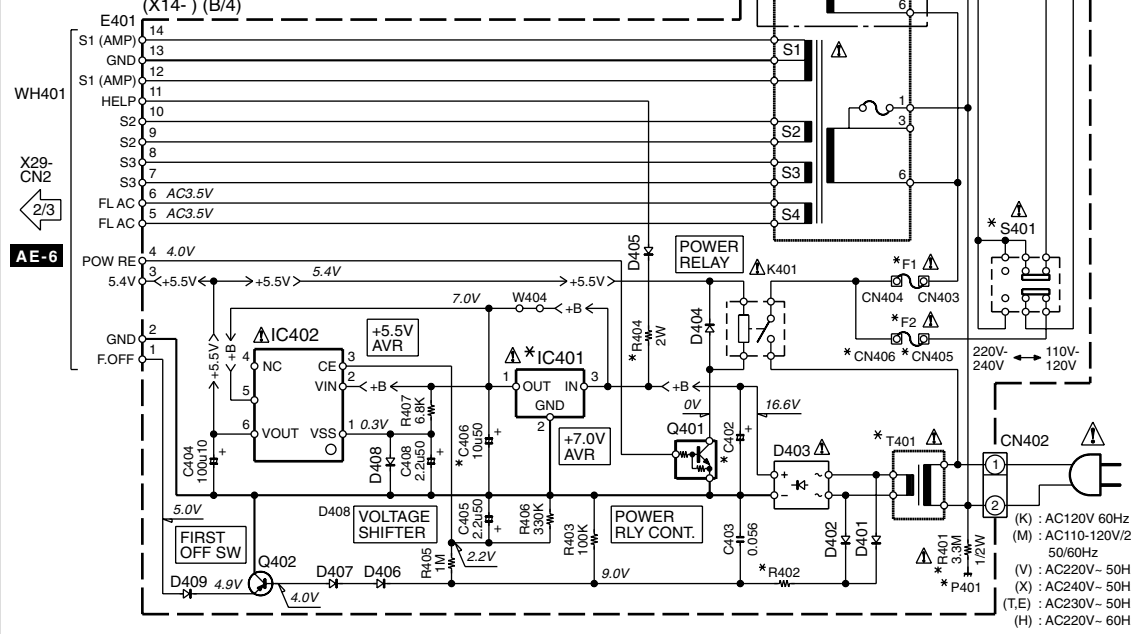 (X14- ) (B/4)
E401
WH401
X29-
CN2
2/3
AE-6
S1 (AMP) 14
GND 13
S1 (AMP) 12
HELP 11
S2 10
S2 9
S3 8
S3 7
FL AC 6 AC3.5V
FL AC 5 AC3.5V
POW RE 4 4.0V
5.4V 3 +5.5V +5.5V 5.4V +5.5V
GND 2
F.OFF 1
S1
S2
S3
S4
6
1
3
6
D405
POWER
RELAY
K401
*F1
CN404 CN403
*F2
*CN406 *CN405
*S401
220V-
240V
110V-
120V
7.0V W404 +B
+5.5V
+B
IC402
+5.5V
AVR
4 NC
CE 3
VIN 2 +B
5
6 VOUT
VSS 1 0.3V
C404
100u10
R407
6.8K
D408
C408
2.2u50
*C406
10u50
*IC401
1 OUT IN 3
GND
2
+7.0V
AVR
*R404
2W
D404
+B
16.6V
0V
Q401
*C402
D403
+ ~
− ~
*T401
CN402
1
2
5.0V
FIRST
OFF SW
D408
VOLTAGE
SHIFTER
C405
2.2u50
R406
330K
R403
100K
POWER
RLY CONT.
C403
0.056
D402
D401
*R401
3.3M
1/2W
*P401
Q402
R405
1M
2.2V
D409 4.9V
4.0V
D407 D406
9.0V
*R402
(K) : AC120V 60Hz
(M) : AC110-120V/2
50/60Hz
(V) : AC220V~ 50H
(X) : AC240V~ 50H
(T,E) : AC230V~ 50H
(H) : AC220V~ 60H